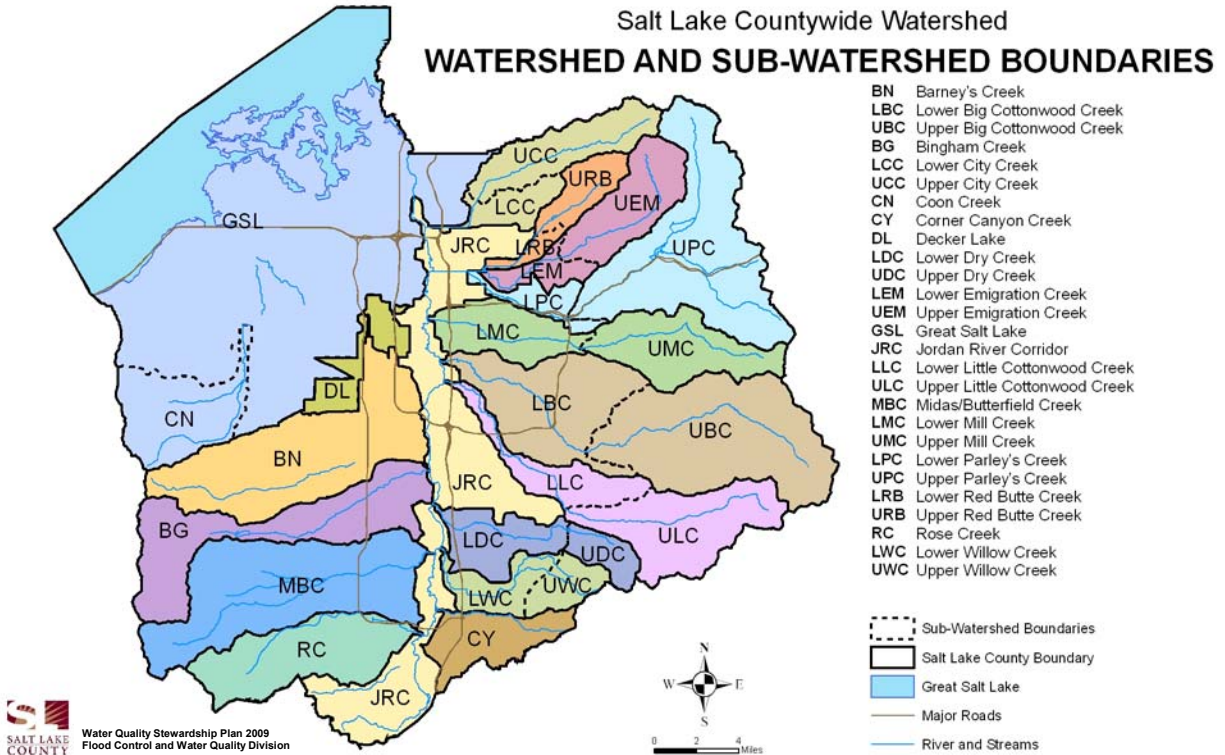 Salt Lake Countywide Watershed
WATERSHED AND SUB-WATERSHED BOUNDARIES
BN Barney's Creek
LBC Lower Big Cottonwood Creek
UBC Upper Big Cottonwood Creek
BG Bingham Creek
LCC Lower City Creek
UCC Upper City Creek
CN Coon Creek
CY Corner Canyon Creek
DL Decker Lake
LDC Lower Dry Creek
UDC Upper Dry Creek
LEM Lower Emigration Creek
UEM Upper Emigration Creek
GSL Great Salt Lake
JRC Jordan River Corridor
LLC Lower Little Cottonwood Creek
ULC Upper Little Cottonwood Creek
MBC Midas/Butterfield Creek
LMC Lower Mill Creek
UMC Upper Mill Creek
LPC Lower Parley's Creek
UPC Upper Parley's Creek
LRB Lower Red Butte Creek
URB Upper Red Butte Creek
RC Rose Creek
LWC Lower Willow Creek
UWC Upper Willow Creek
Sub-Watershed Boundaries
Salt Lake County Boundary
Great Salt Lake
Major Roads
River and Streams
UCC
URB
LCC
UEM
GSL
JRC
LRB
UPC
LEM
LPC
LMC
UMC
DL
LBC
CN
UBC
BN
JRC
LLC
BG
LDC
ULC
UDC
MBC
UWC
LWC
RC
CY
JRC
N
W E
S
0 2 4
Miles
SL
SALT LAKE
COUNTY
Water Quality Stewardship Plan 2009
Flood Control and Water Quality Division